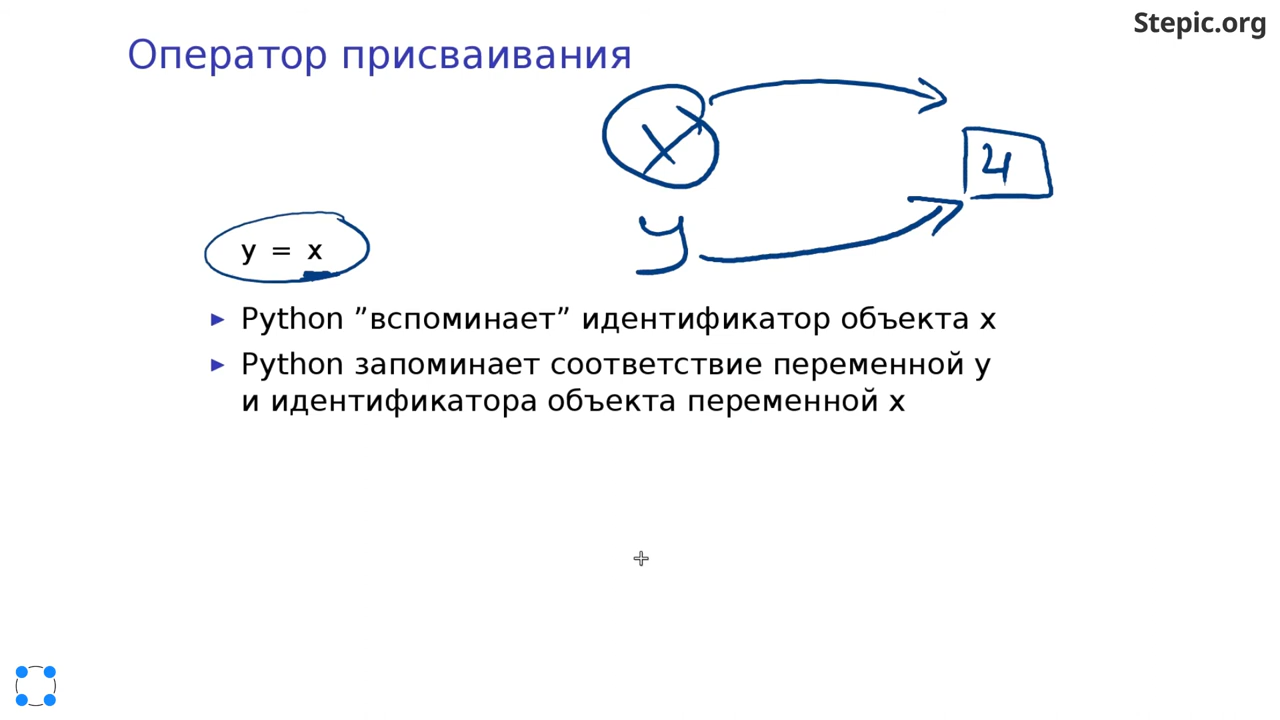 Stepic.org
Оператор присваивания
x
4
y
y = x
▶ Python ”вспоминает” идентификатор объекта x
▶ Python запоминает соответствие переменной y
и идентификатора объекта переменной x